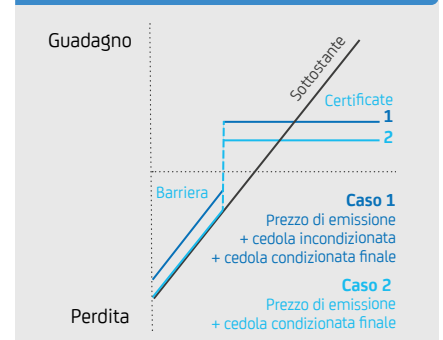 Guadagno
Sottostante
Certificate
1
2
Barriera
Caso 1
Prezzo di emissione
+ cedola incondizionata
+ cedola condizionata finale
Caso 2
Prezzo di emissione
+ cedola condizionata finale
Perdita